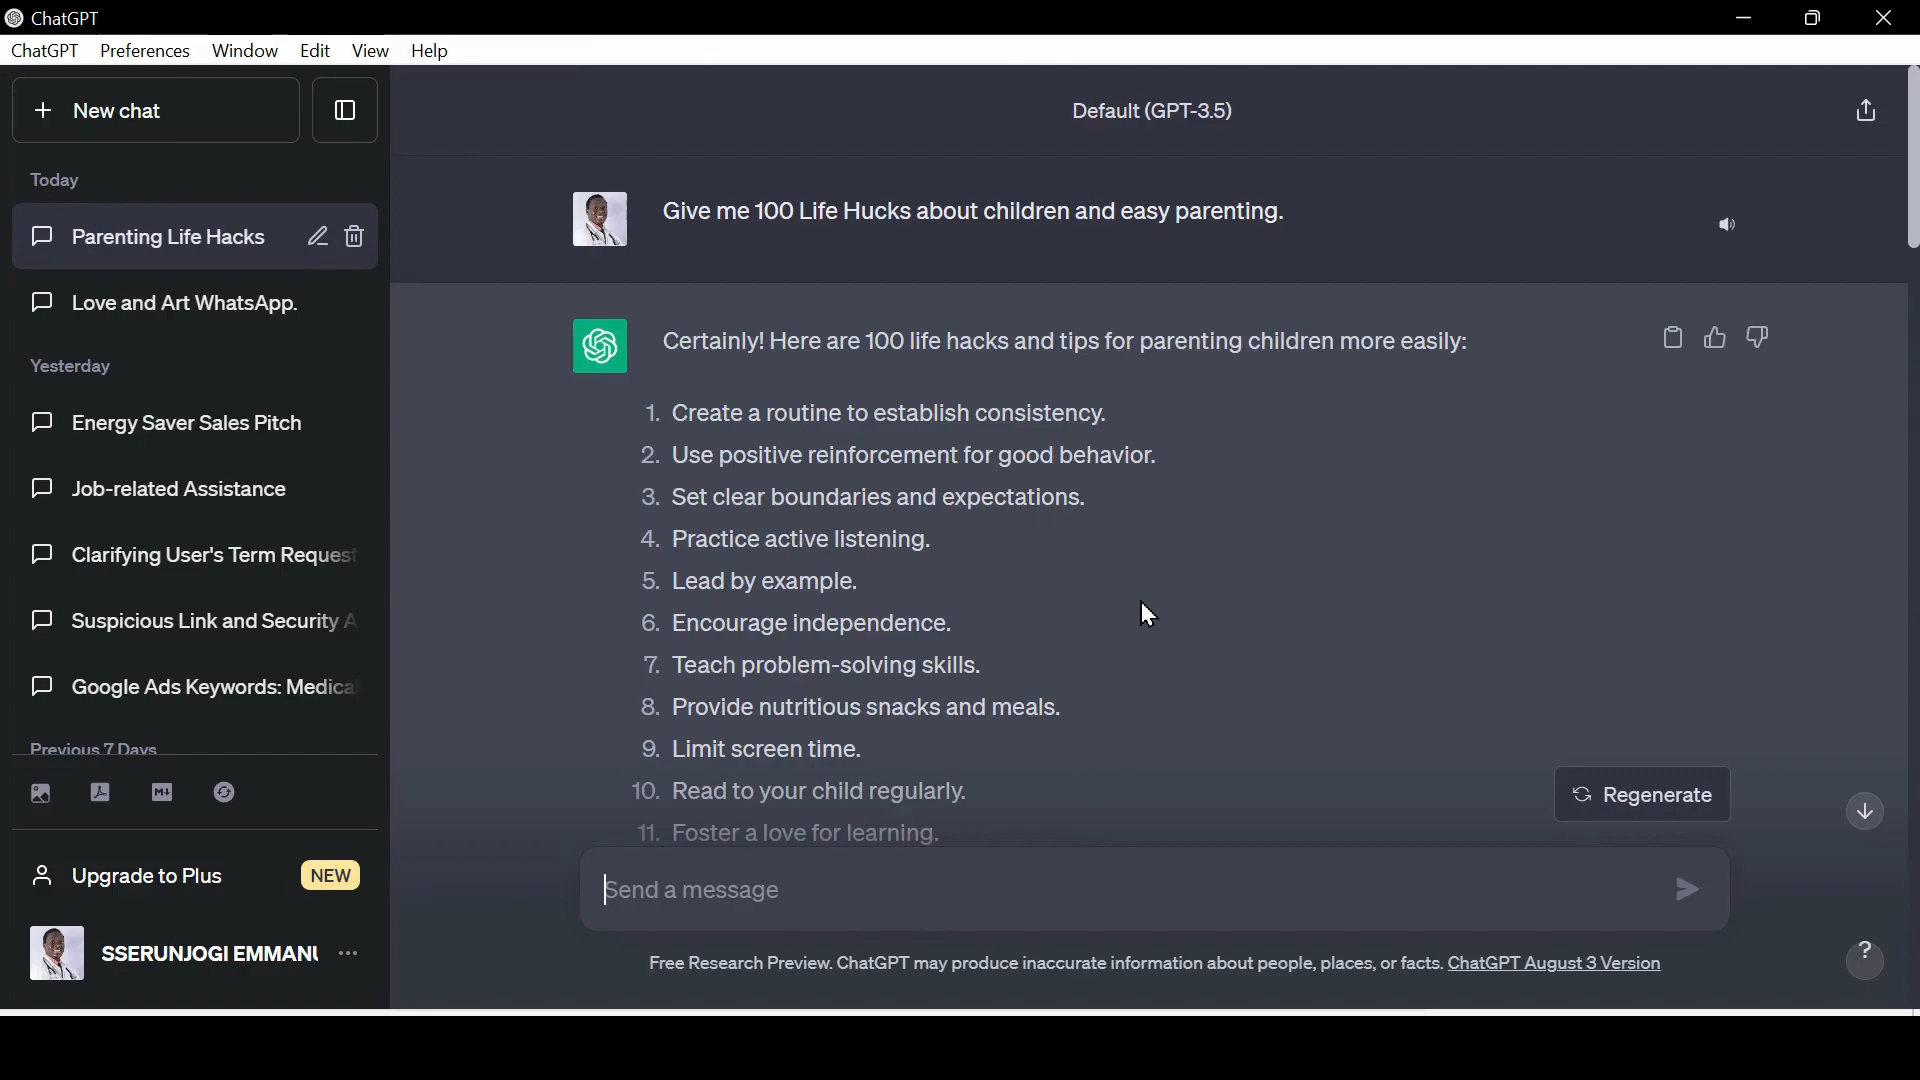 ChatGPT
ChatGPT Preferences Window Edit View Help
+ New chat
Today
Parenting Life Hacks
Love and Art WhatsApp.
Yesterday
Energy Saver Sales Pitch
Job-related Assistance
Clarifying User's Term Request
Suspicious Link and Security A
Google Ads Keywords: Medical
Previous 7 Days
M↓
Upgrade to Plus NEW
SSERUNJOGI EMMANU ...
Default (GPT-3.5)
Give me 100 Life Hucks about children and easy parenting.
Certainly! Here are 100 life hacks and tips for parenting children more easily:
1. Create a routine to establish consistency.
2. Use positive reinforcement for good behavior.
3. Set clear boundaries and expectations.
4. Practice active listening.
5. Lead by example.
6. Encourage independence.
7. Teach problem-solving skills.
8. Provide nutritious snacks and meals.
9. Limit screen time.
10. Read to your child regularly.
11. Foster a love for learning.
Regenerate
Send a message
Free Research Preview. ChatGPT may produce inaccurate information about people, places, or facts. ChatGPT August 3 Version
?